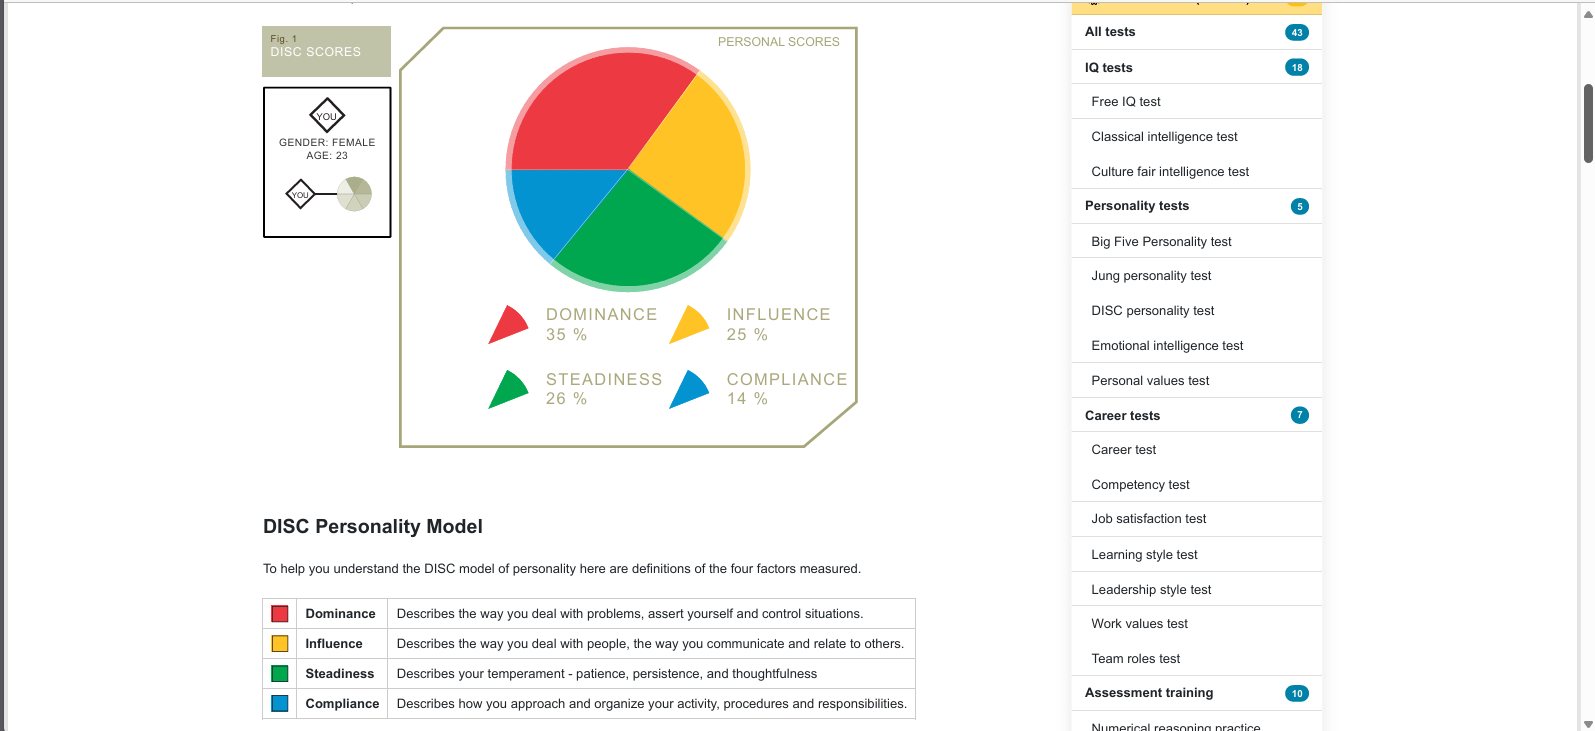 Fig. 1
DISC SCORES
YOU
GENDER: FEMALE
AGE: 23
YOU
PERSONAL SCORES
DOMINANCE
35 %
INFLUENCE
25 %
STEADINESS
26 %
COMPLIANCE
14 %
DISC Personality Model
To help you understand the DISC model of personality here are definitions of the four factors measured.
Dominance Describes the way you deal with problems, assert yourself and control situations.
Influence Describes the way you deal with people, the way you communicate and relate to others.
Steadiness Describes your temperament - patience, persistence, and thoughtfulness
Compliance Describes how you approach and organize your activity, procedures and responsibilities.
All tests 43
IQ tests 18
Free IQ test
Classical intelligence test
Culture fair intelligence test
Personality tests 5
Big Five Personality test
Jung personality test
DISC personality test
Emotional intelligence test
Personal values test
Career tests 7
Career test
Competency test
Job satisfaction test
Learning style test
Leadership style test
Work values test
Team roles test
Assessment training 10
Numerical reasoning practice